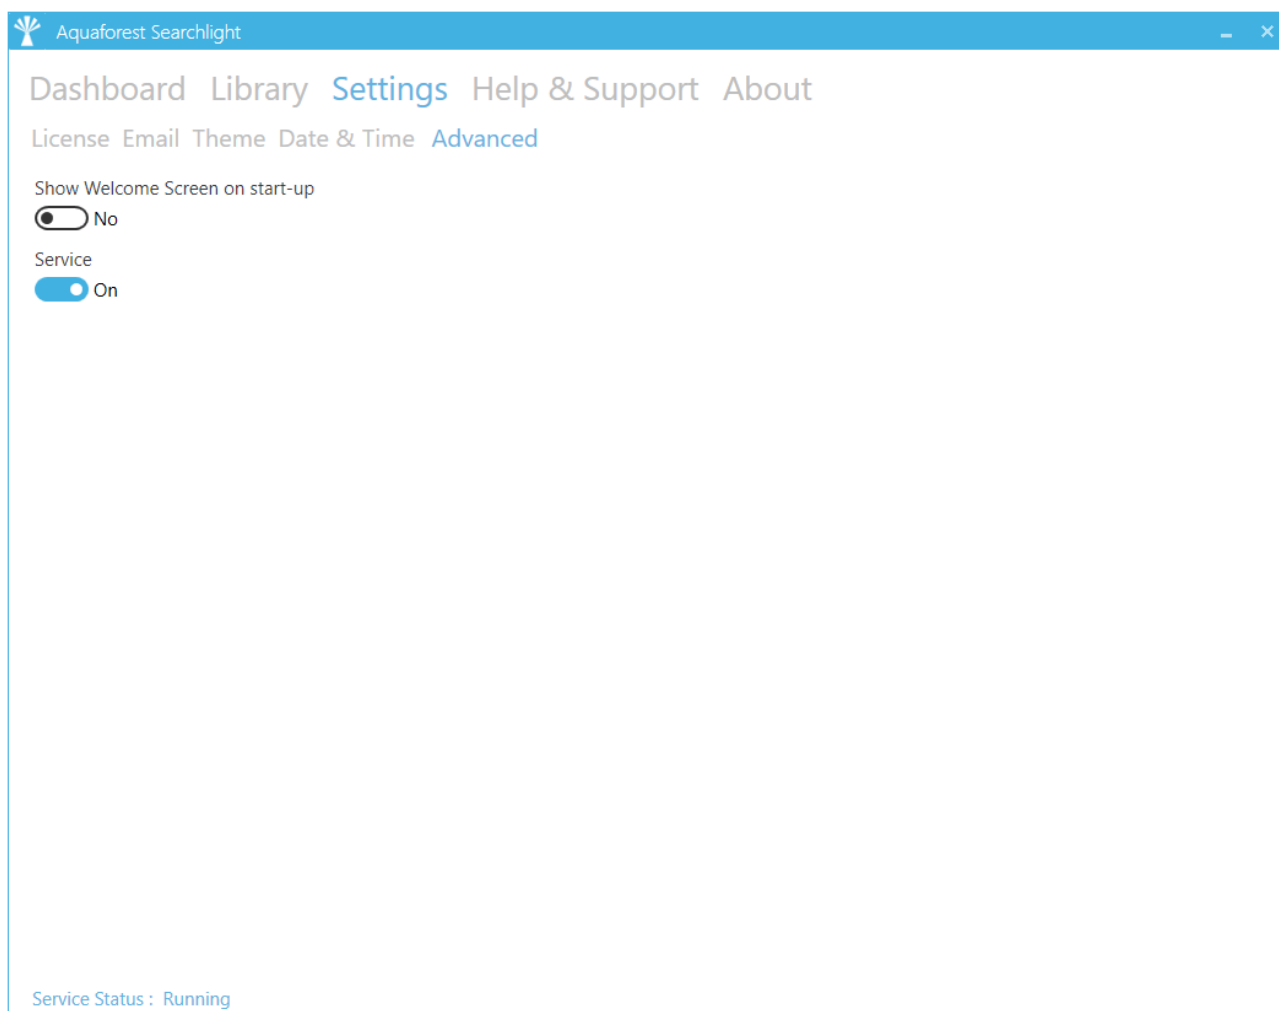 Aquaforest Searchlight
Dashboard Library Settings Help & Support About
License Email Theme Date & Time Advanced
Show Welcome Screen on start-up
No
Service
On
Service Status : Running